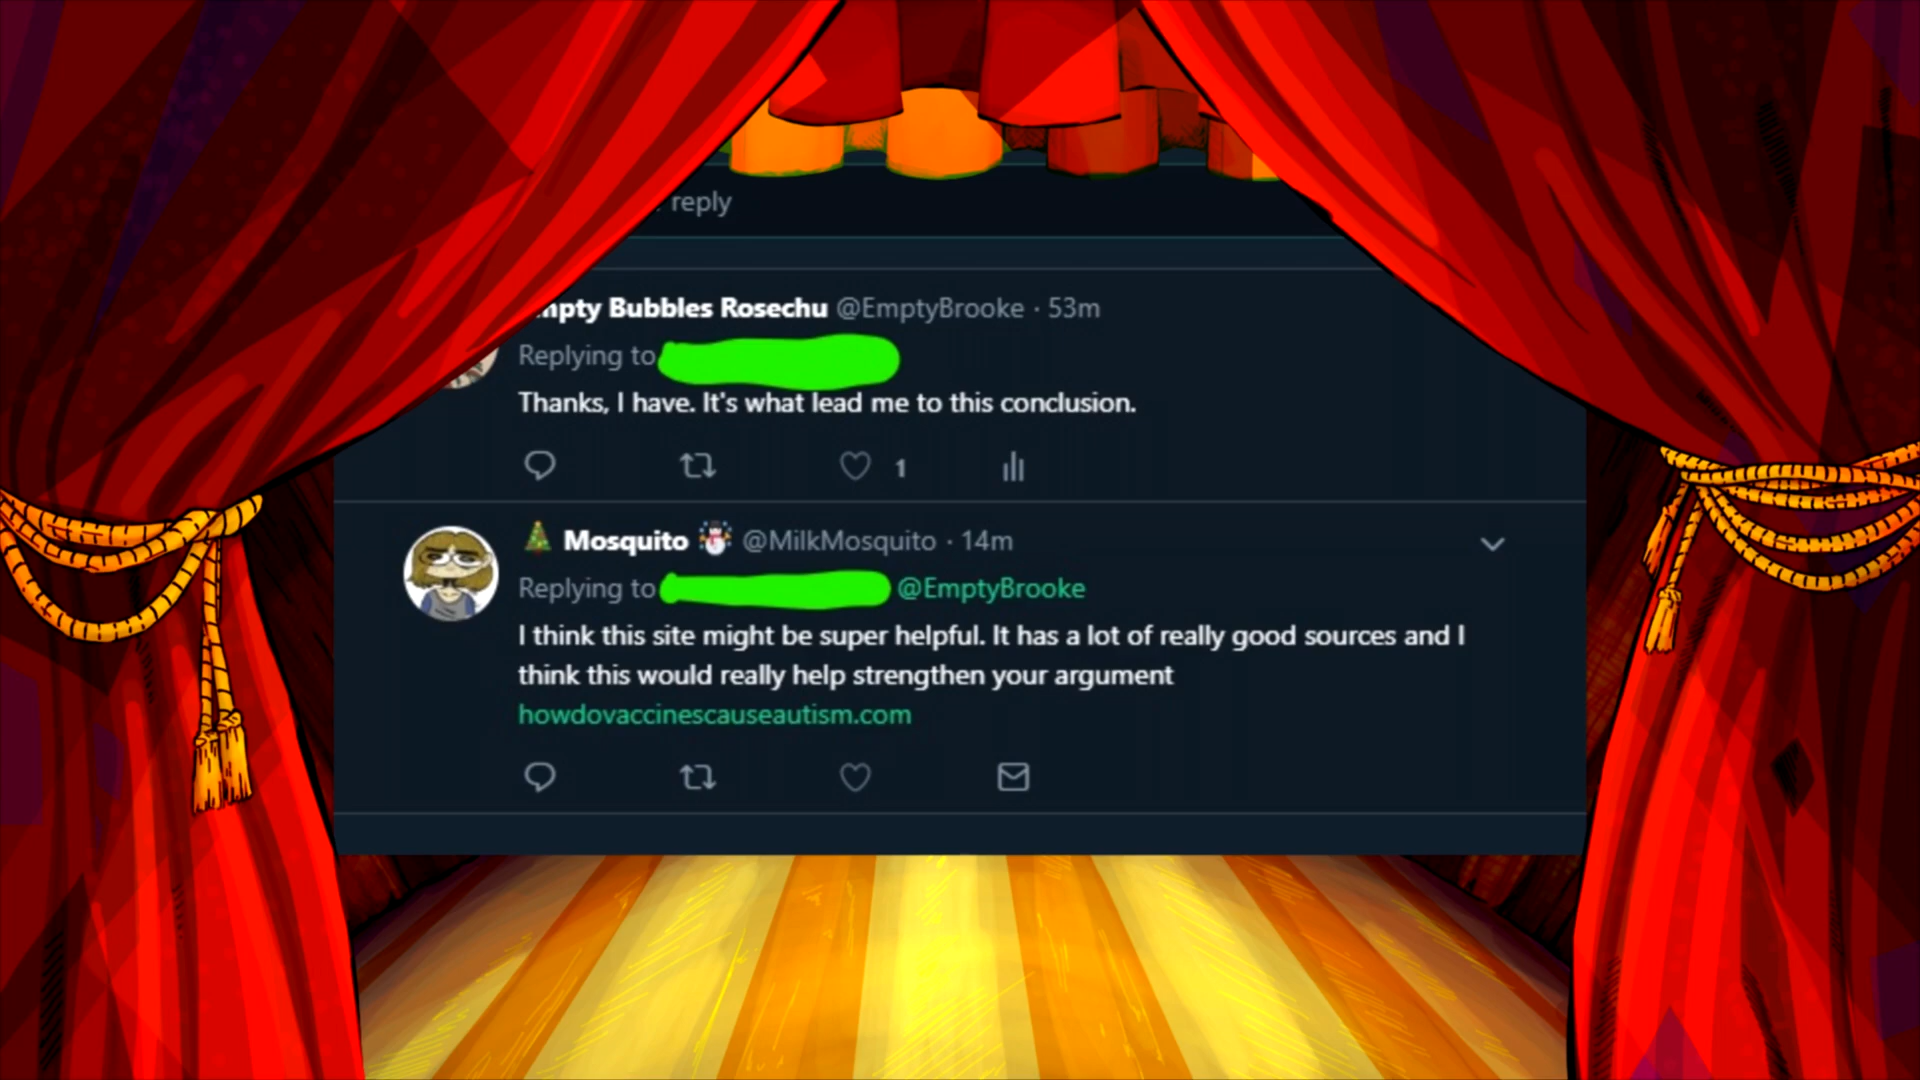 reply
mpty Bubbles Rosechu @EmptyBrooke · 53m
Replying to
Thanks, I have. It's what lead me to this conclusion.
1
Mosquito @MilkMosquito · 14m
Replying to @EmptyBrooke
I think this site might be super helpful. It has a lot of really good sources and I
think this would really help strengthen your argument
howdovaccinescauseautism.com